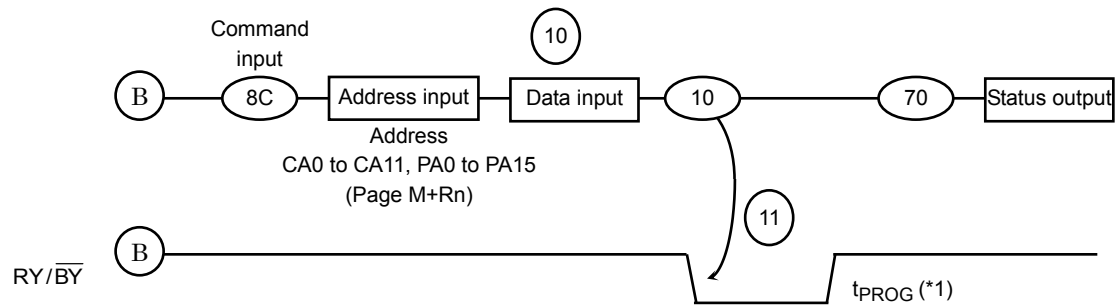 Command
input
10
B
8C
Address input
Data input
10
70
Status output
Address
CA0 to CA11, PA0 to PA15
(Page M+Rn)
11
B
RY/BY
tPROG (*1)